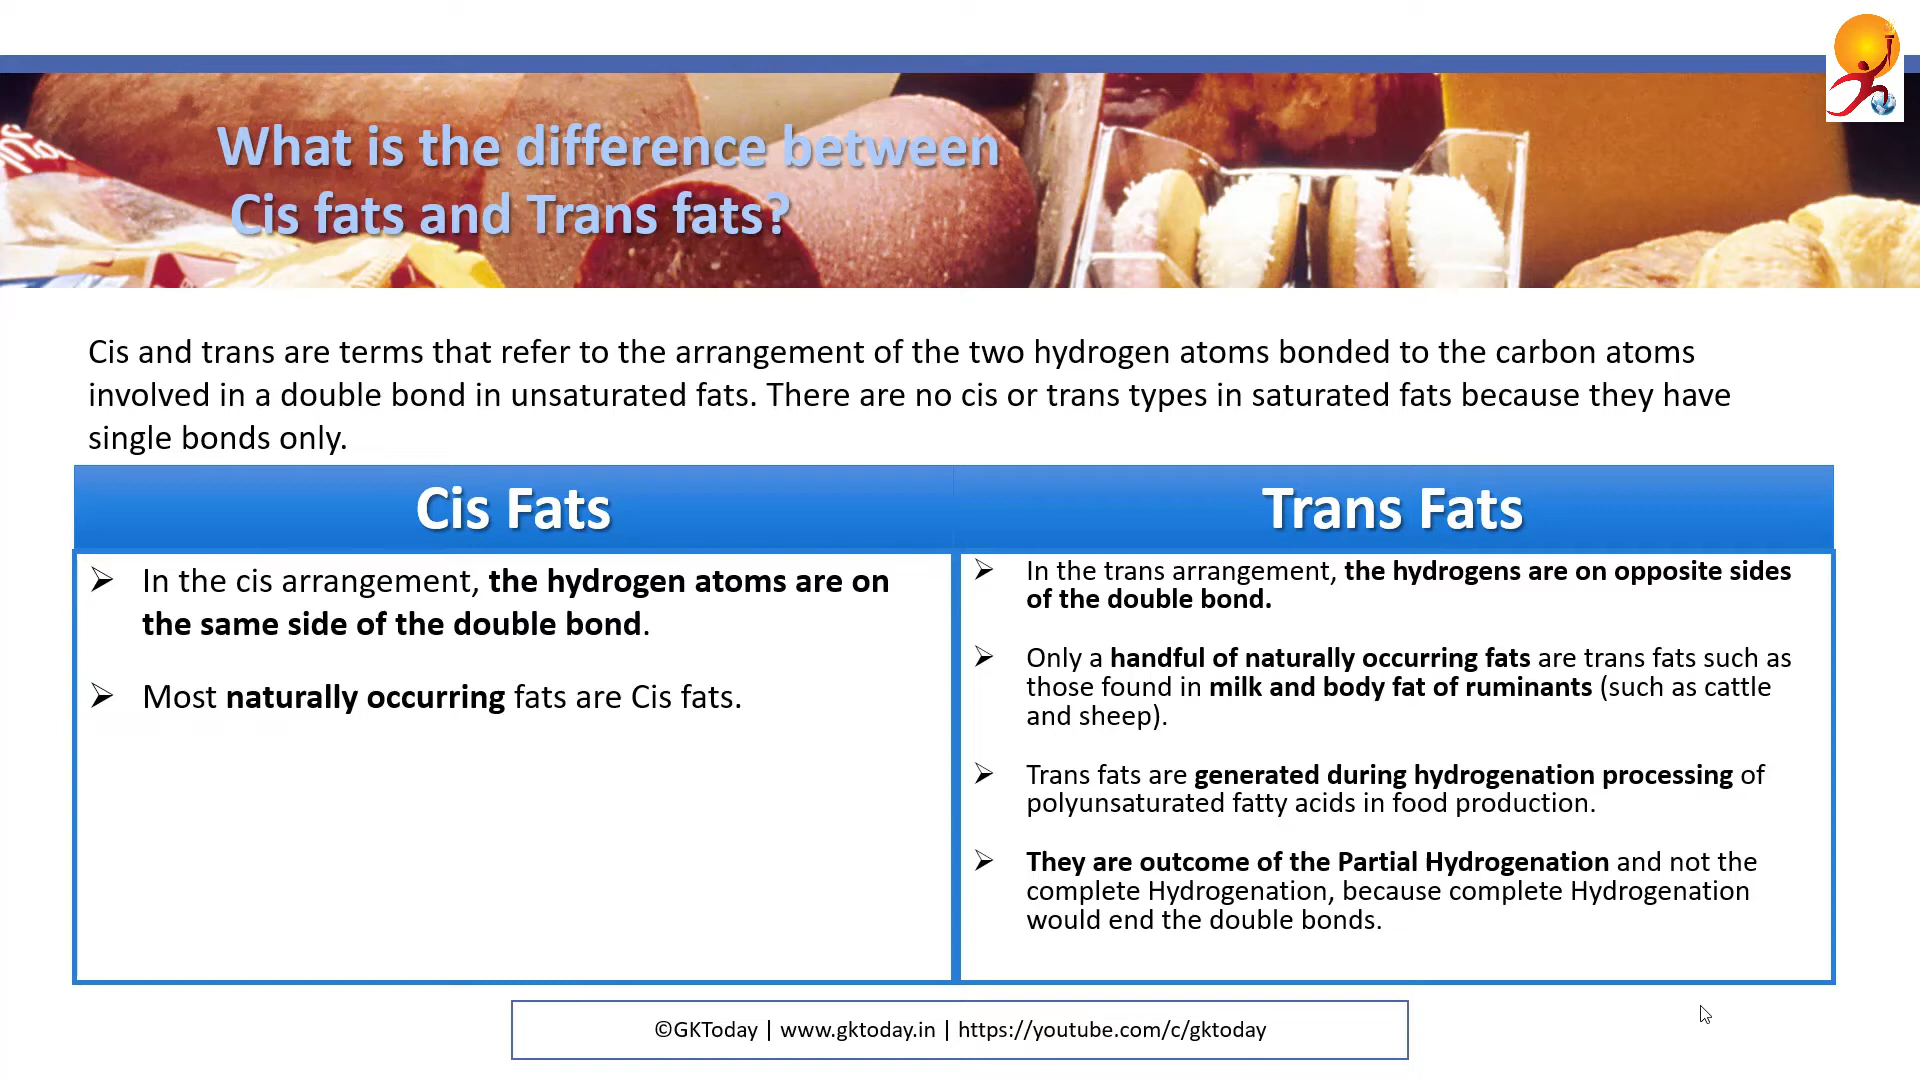 What is the difference between
Cis fats and Trans fats?
Cis and trans are terms that refer to the arrangement of the two hydrogen atoms bonded to the carbon atoms
involved in a double bond in unsaturated fats. There are no cis or trans types in saturated fats because they have
single bonds only.
Cis Fats
In the cis arrangement, the hydrogen atoms are on
the same side of the double bond.
Most naturally occurring fats are Cis fats.
Trans Fats
In the trans arrangement, the hydrogens are on opposite sides
of the double bond.
Only a handful of naturally occurring fats are trans fats such as
those found in milk and body fat of ruminants (such as cattle
and sheep).
Trans fats are generated during hydrogenation processing of
polyunsaturated fatty acids in food production.
They are outcome of the Partial Hydrogenation and not the
complete Hydrogenation, because complete Hydrogenation
would end the double bonds.
©GKToday | www.gktoday.in | https://youtube.com/c/gktoday